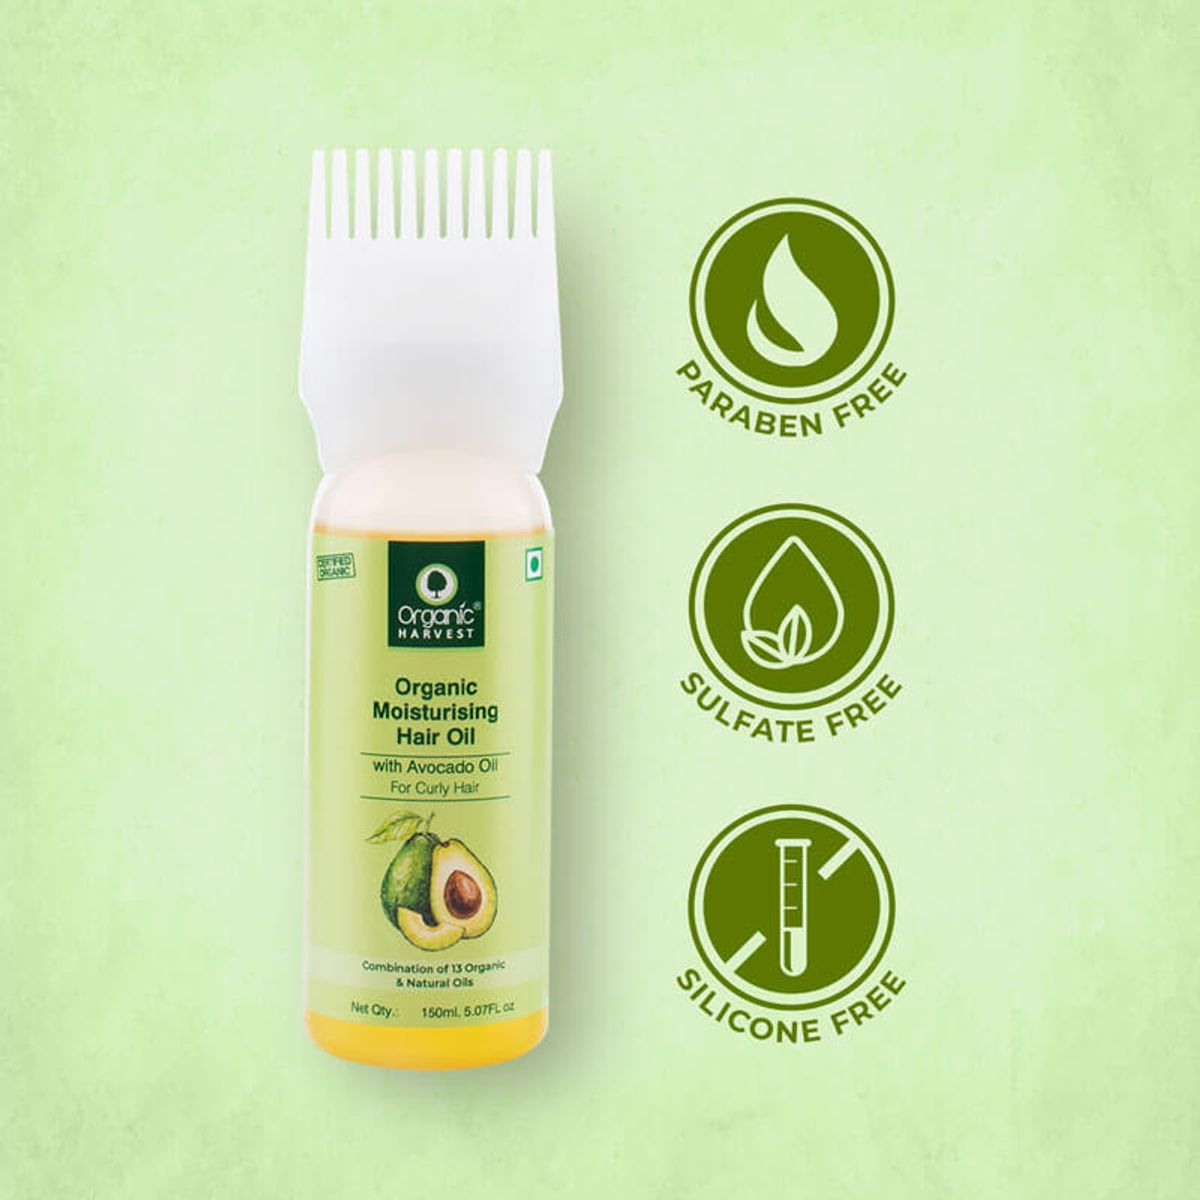 CERTIFIED
ORGANIC
Organic®
HARVEST
Organic
Moisturising
Hair Oil
with Avocado Oil
For Curly Hair
Combination of 13 Organic
& Natural Oils
Net Qty.: 150ml. 5.07FL oz
PARABEN FREE
SULFATE FREE
SILICONE FREE